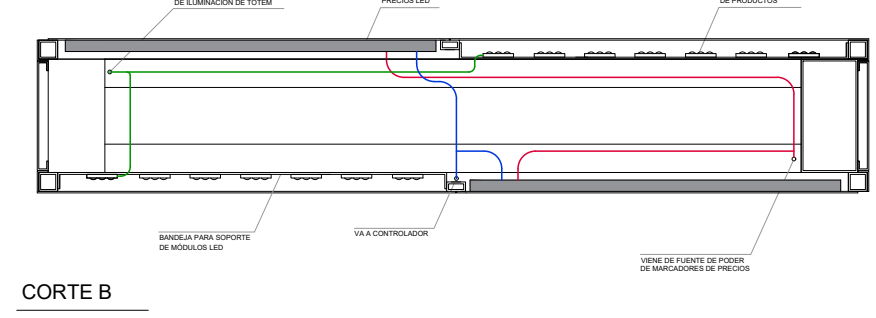 DE ILUMINACIÓN DE TÓTEM
PRECIOS LED
DE PRODUCTOS
BANDEJA PARA SOPORTE
DE MÓDULOS LED
VA A CONTROLADOR
VIENE DE FUENTE DE PODER
DE MARCADORES DE PRECIOS
CORTE B